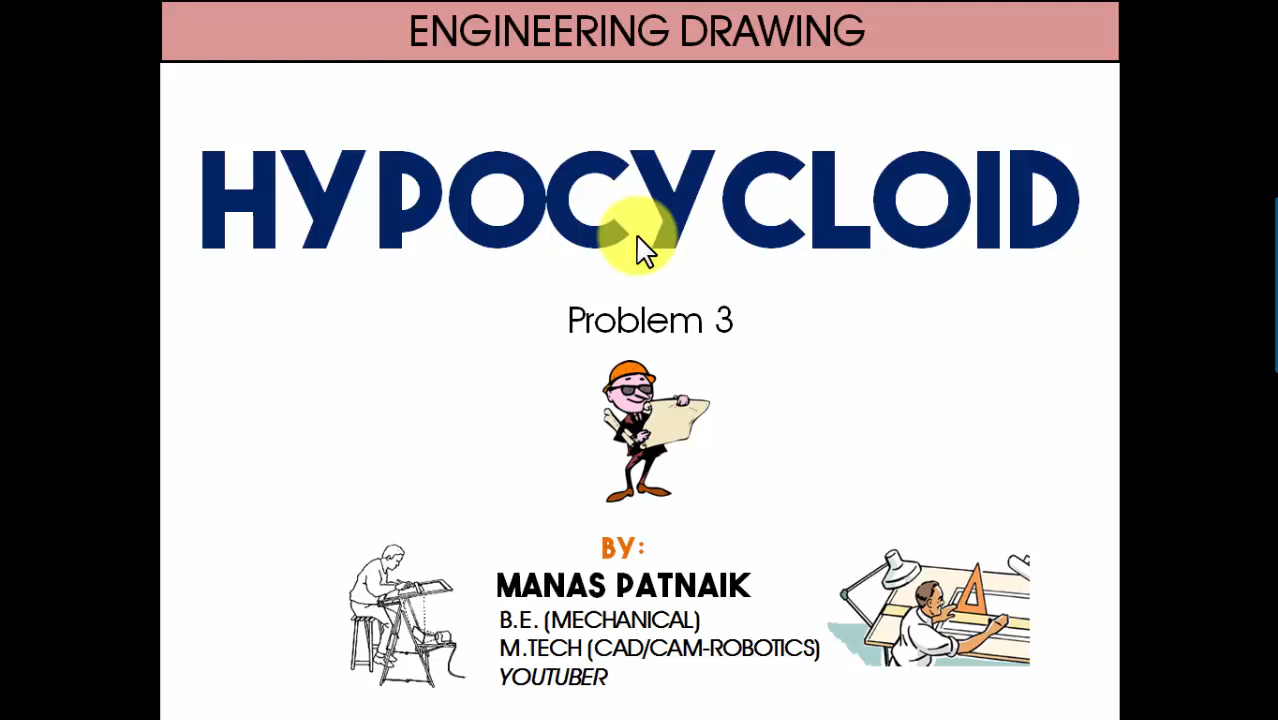 ENGINEERING DRAWING
HYPOCYCLOID
Problem 3
BY:
MANAS PATNAIK
B.E. (MECHANICAL)
M.TECH (CAD/CAM-ROBOTICS)
YOUTUBER